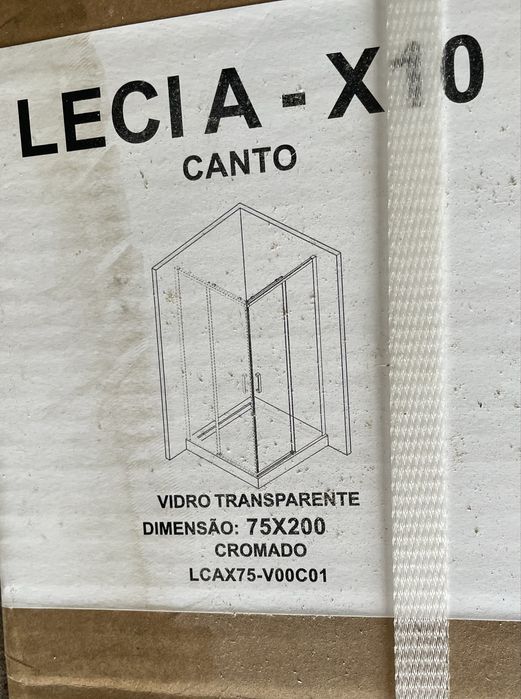 LECIA - X10
CANTO
VIDRO TRANSPARENTE
DIMENSÃO: 75X200
CROMADO
LCAX75-V00C01